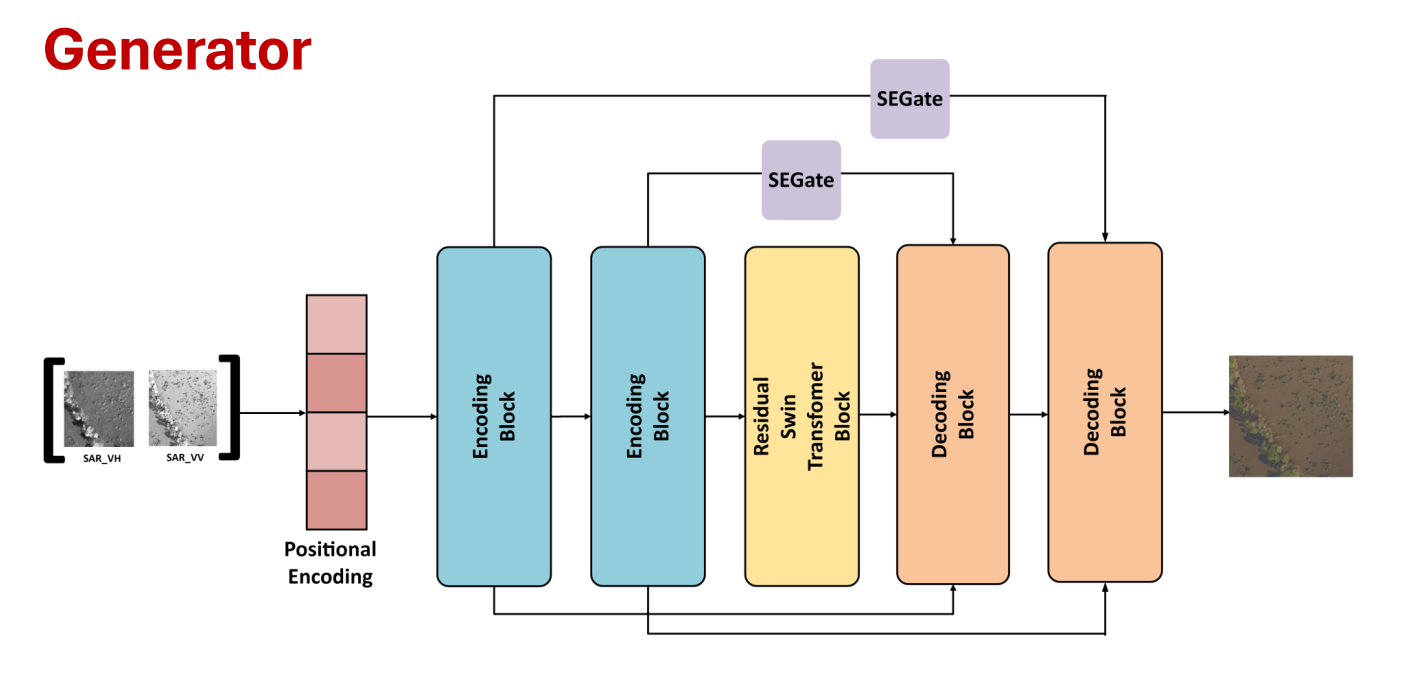 Generator
SEGate
SEGate
SAR_VH
SAR_VV
Positional
Encoding
Encoding
Block
Encoding
Block
Residual
Swin
Transfomer
Block
Decoding
Block
Decoding
Block